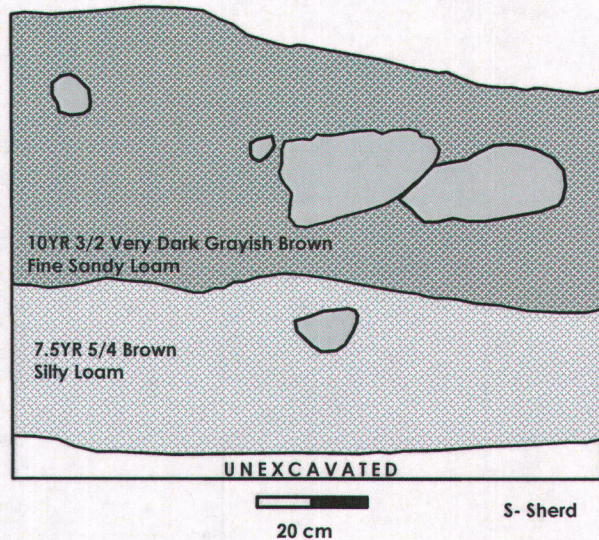 10YR 3/2 Very Dark Grayish Brown
Fine Sandy Loam
7.5YR 5/4 Brown
Silty Loam
UNEXCAVATED
S- Sherd
20 cm